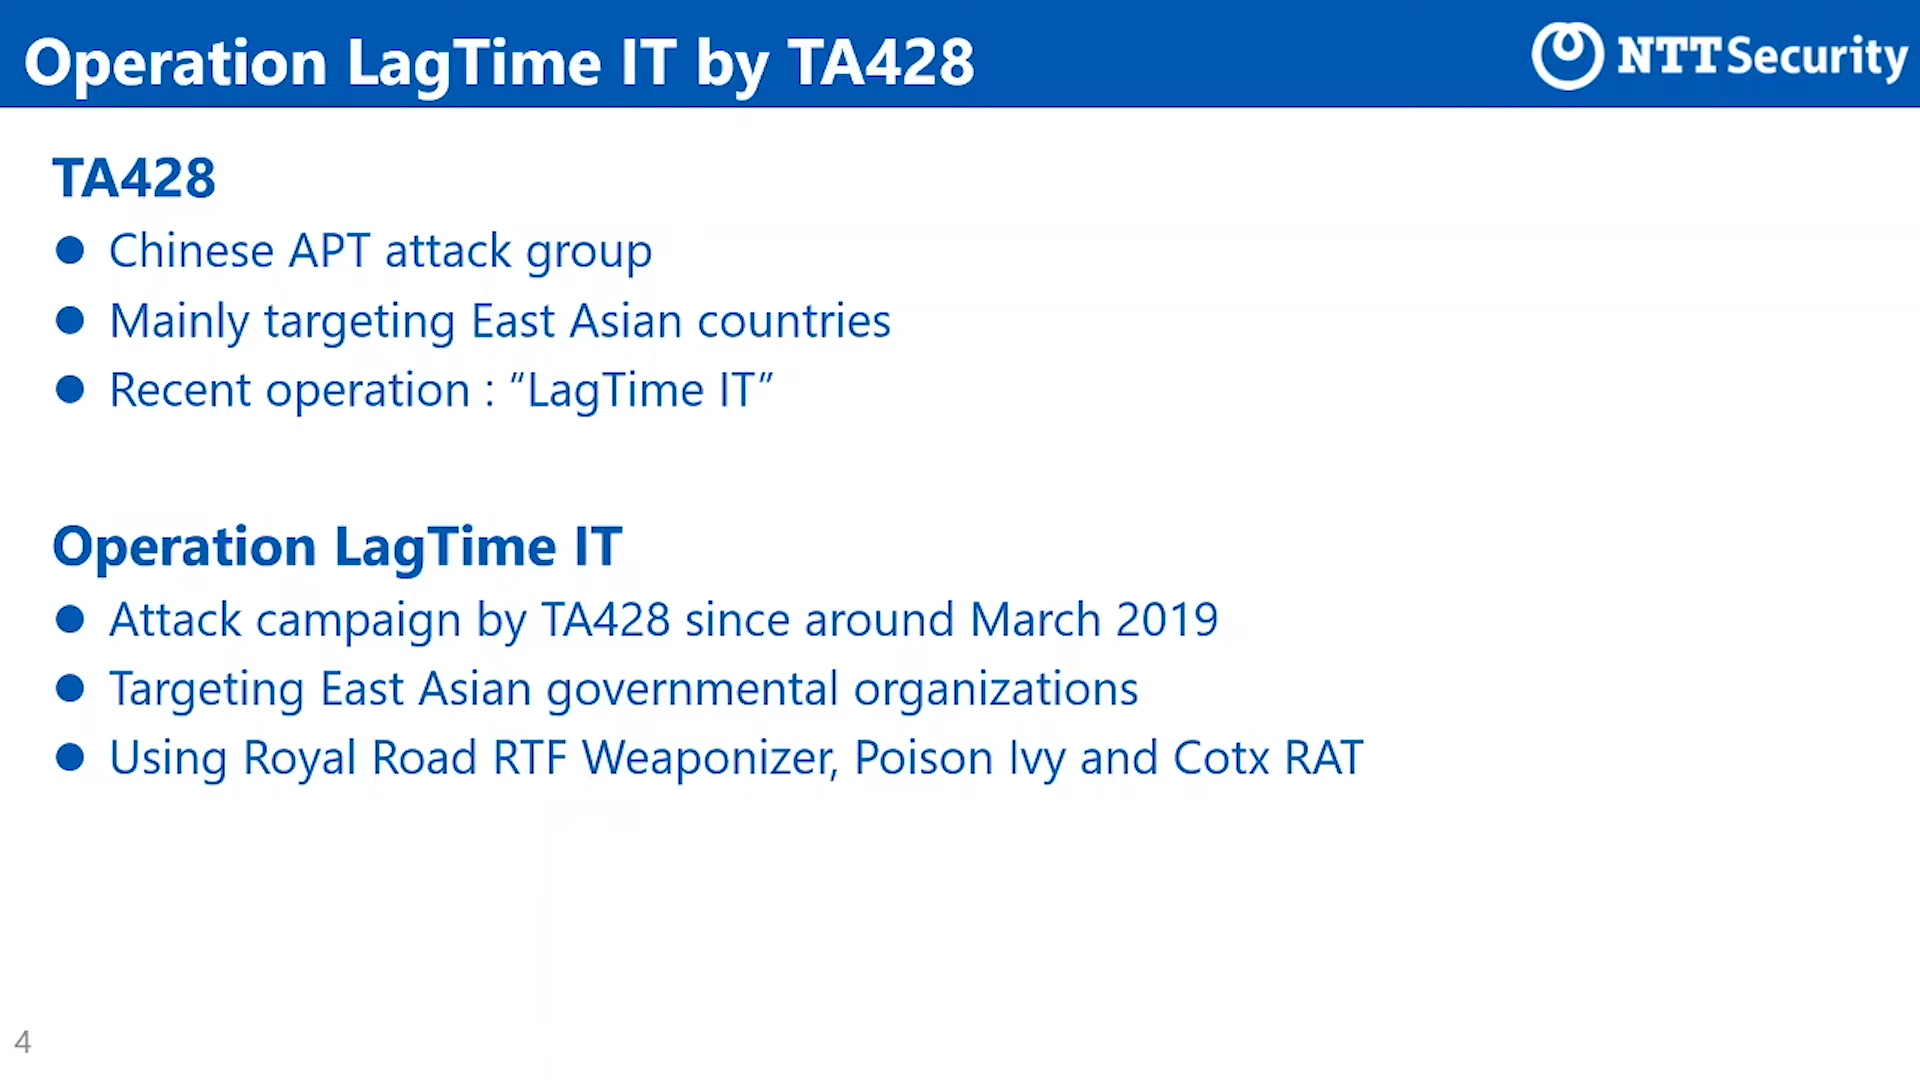 Operation LagTime IT by TA428
NTT Security
TA428
● Chinese APT attack group
● Mainly targeting East Asian countries
● Recent operation : “LagTime IT”
Operation LagTime IT
● Attack campaign by TA428 since around March 2019
● Targeting East Asian governmental organizations
● Using Royal Road RTF Weaponizer, Poison Ivy and Cotx RAT
4